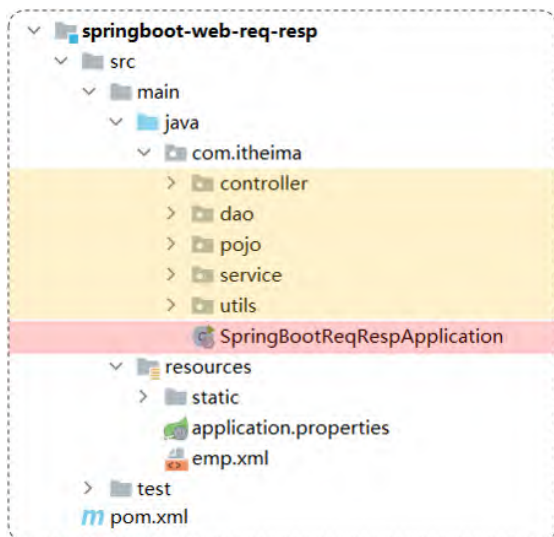 springboot-web-req-resp
src
main
java
com.itheima
controller
dao
pojo
service
utils
SpringBootReqRespApplication
resources
static
application.properties
emp.xml
test
pom.xml